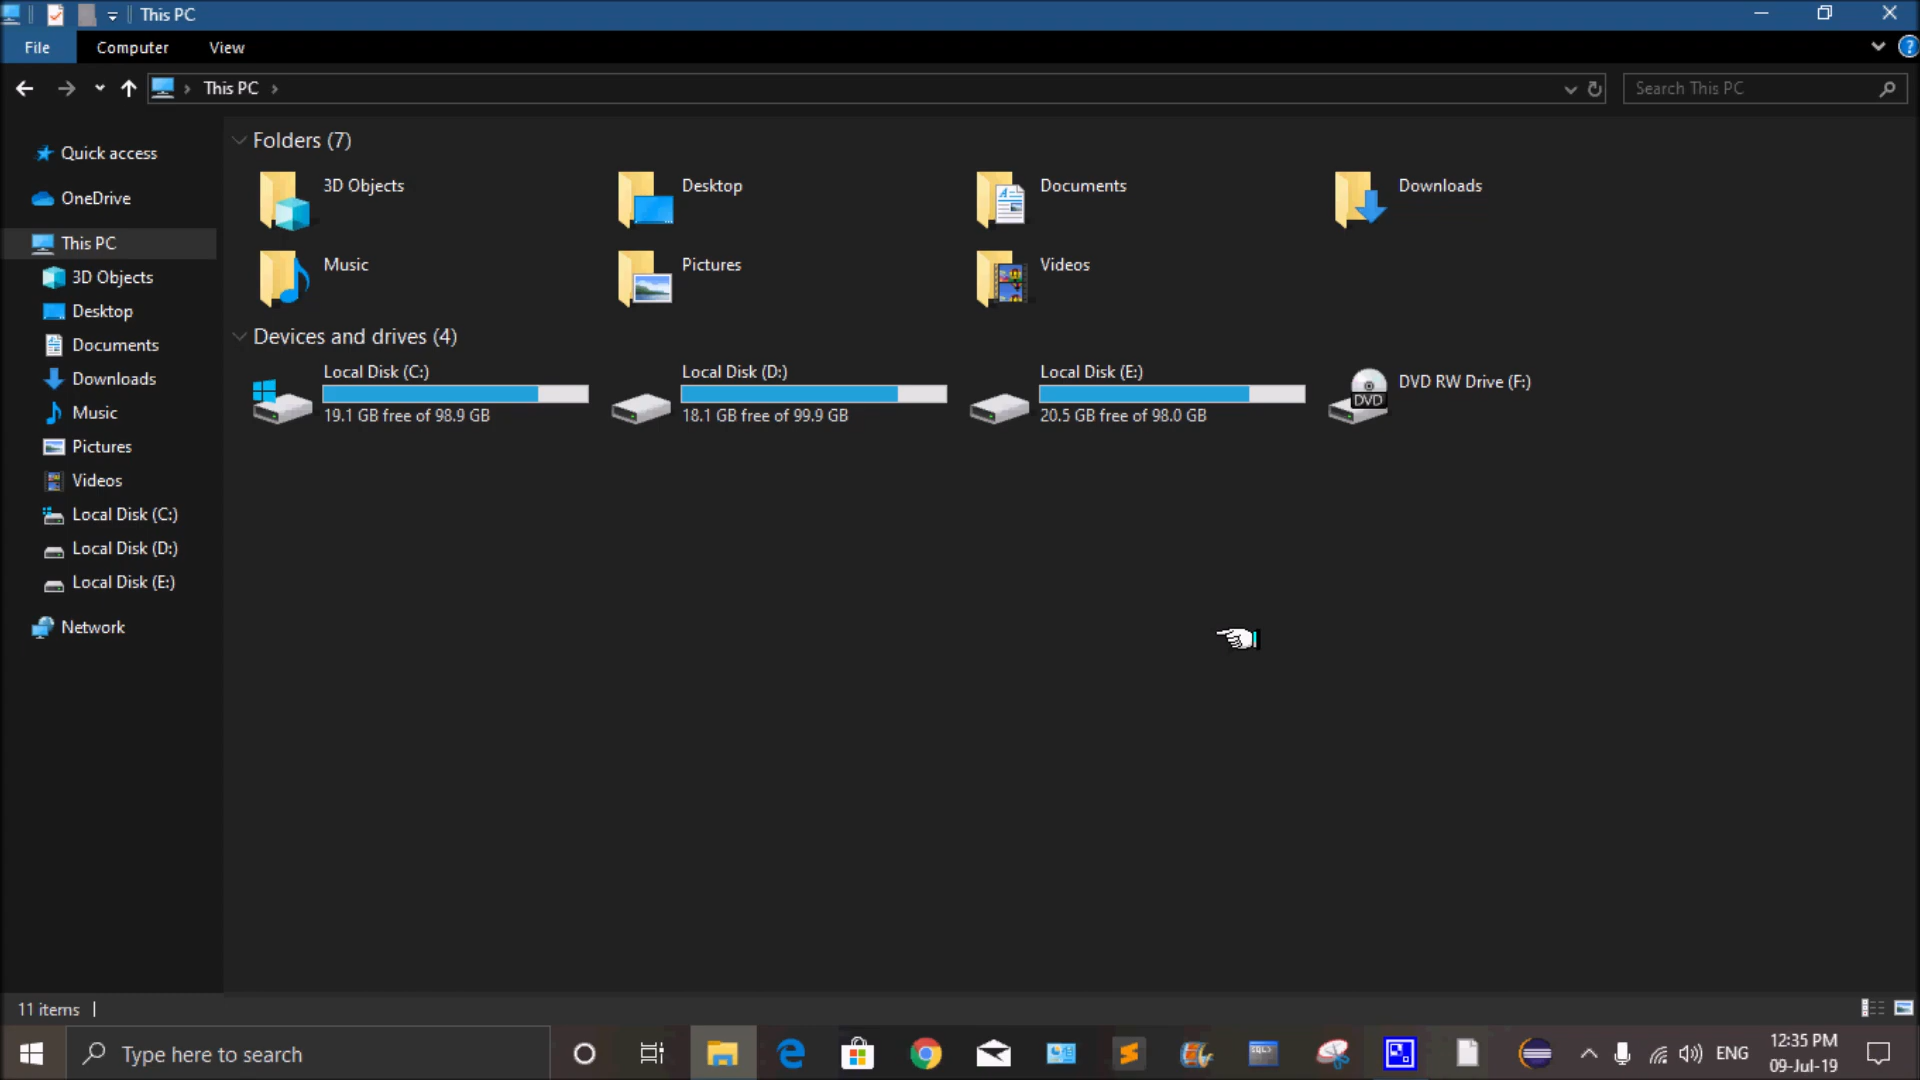 This PC
File Computer View
This PC
Search This PC
Quick access
OneDrive
This PC
3D Objects
Desktop
Documents
Downloads
Music
Pictures
Videos
Local Disk (C:)
Local Disk (D:)
Local Disk (E:)
Network
Folders (7)
3D Objects
Desktop
Documents
Downloads
Music
Pictures
Videos
Devices and drives (4)
Local Disk (C:)
19.1 GB free of 98.9 GB
Local Disk (D:)
18.1 GB free of 99.9 GB
Local Disk (E:)
20.5 GB free of 98.0 GB
DVD RW Drive (F:)
DVD
11 items
Type here to search
ENG
12:35 PM
09-Jul-19